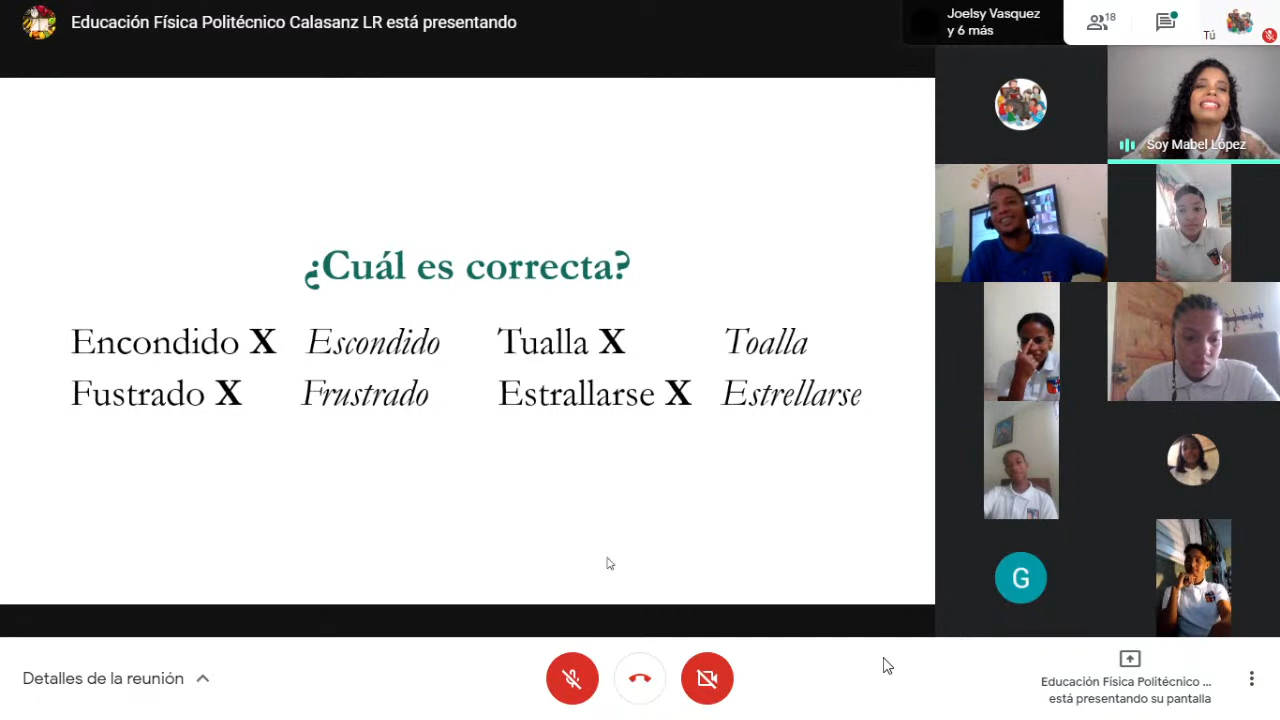 Educación Física Politécnico Calasanz LR está presentando
Joelsy Vasquez
y 6 más
18
Tú
Soy Mabel López
¿Cuál es correcta?
Encondido X Escondido Tualla X Toalla
Fustrado X Frustrado Estrallarse X Estrellarse
G
Detalles de la reunión
Educación Física Politécnico ...
está presentando su pantalla